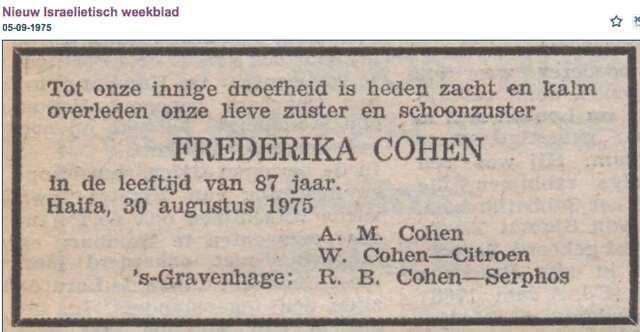 Nieuw Israelietisch weekblad
05-09-1975
Tot onze innige droefheid is heden zacht en kalm
overleden onze lieve zuster en schoonzuster
FREDERIKA COHEN
in de leeftijd van 87 jaar.
Haifa, 30 augustus 1975
A. M. Cohen
W. Cohen—Citroen
's-Gravenhage: R. B. Cohen—Serphos